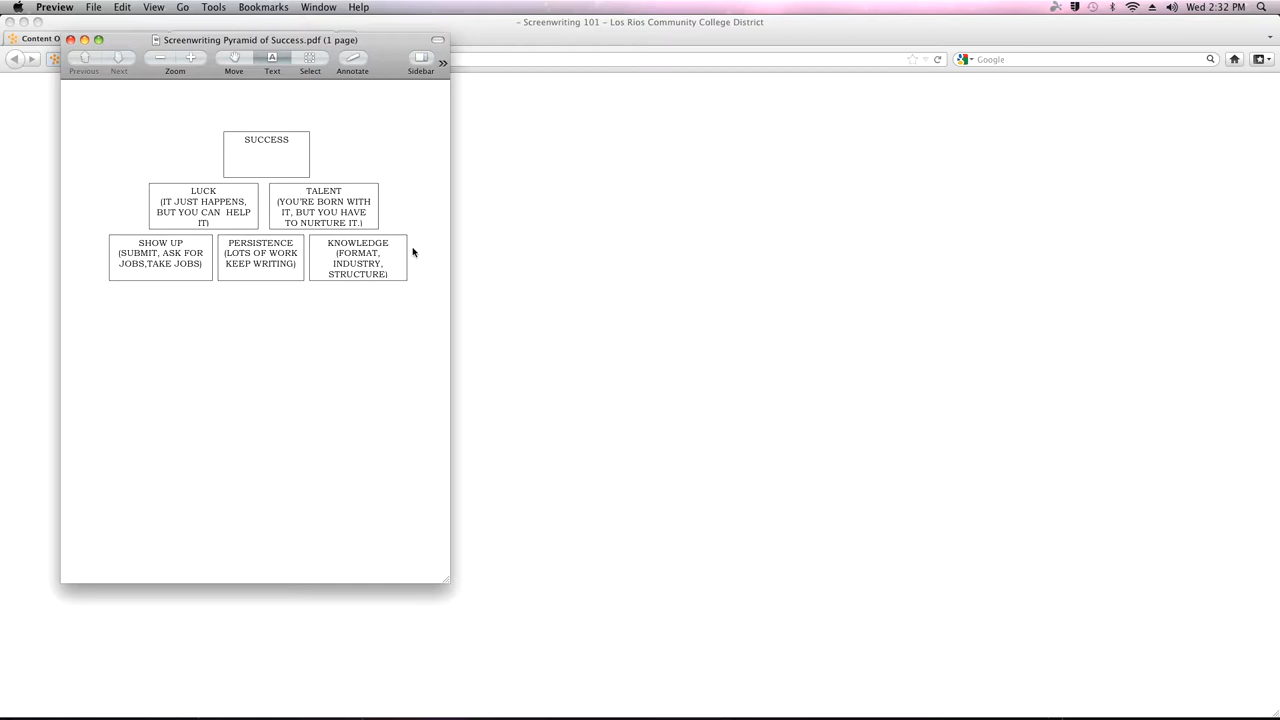 Preview File Edit View Go Tools Bookmarks Window Help Wed 2:32 PM
– Screenwriting 101 – Los Rios Community College District
Content O
Screenwriting Pyramid of Success.pdf (1 page)
Previous Next Zoom Move Text Select Annotate Sidebar
Google
SUCCESS
LUCK
(IT JUST HAPPENS,
BUT YOU CAN HELP
IT)
TALENT
(YOU'RE BORN WITH
IT, BUT YOU HAVE
TO NURTURE IT.)
SHOW UP
(SUBMIT, ASK FOR
JOBS,TAKE JOBS)
PERSISTENCE
(LOTS OF WORK
KEEP WRITING)
KNOWLEDGE
(FORMAT,
INDUSTRY,
STRUCTURE)